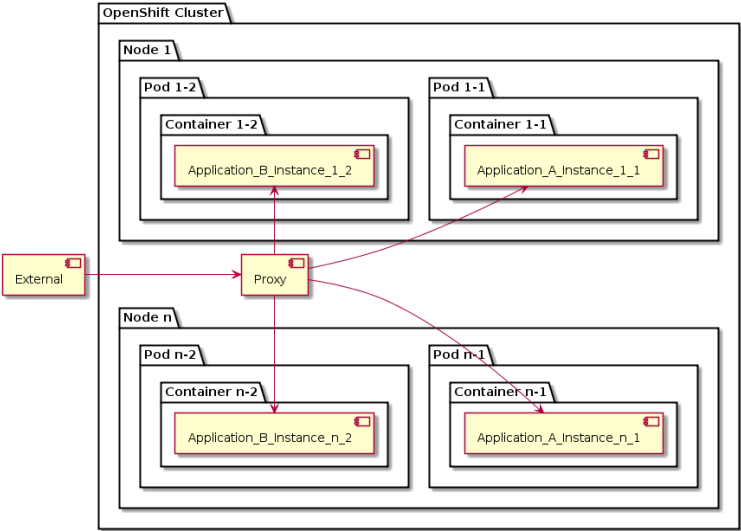 OpenShift Cluster
Node 1
Pod 1-2
Pod 1-1
Container 1-2
Container 1-1
Application_B_Instance_1_2
Application_A_Instance_1_1
External
Proxy
Node n
Pod n-2
Pod n-1
Container n-2
Container n-1
Application_B_Instance_n_2
Application_A_Instance_n_1